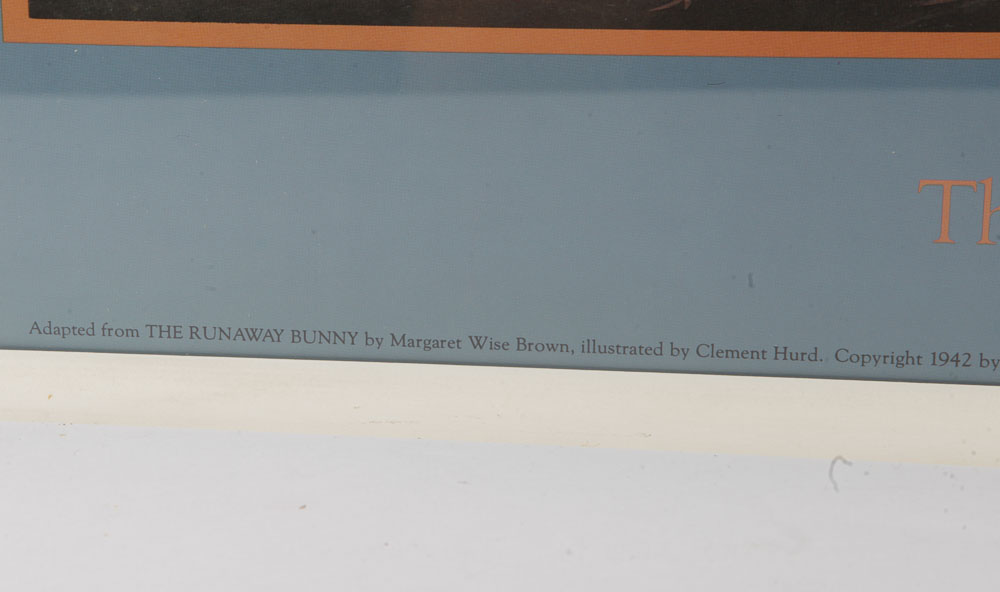 Th
Adapted from THE RUNAWAY BUNNY by Margaret Wise Brown, illustrated by Clement Hurd. Copyright 1942 by